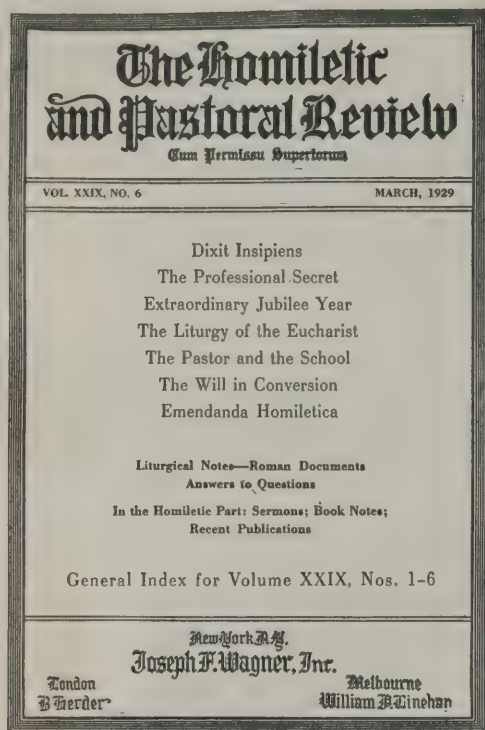 The Homiletic
and Pastoral Review
Cum Permissu Superiorum
VOL. XXIX, NO. 6 MARCH, 1929
Dixit Insipiens
The Professional Secret
Extraordinary Jubilee Year
The Liturgy of the Eucharist
The Pastor and the School
The Will in Conversion
Emendanda Homiletica
Liturgical Notes—Roman Documents
Answers to Questions
In the Homiletic Part: Sermons; Book Notes;
Recent Publications
General Index for Volume XXIX, Nos. 1-6
New York N.Y.
Joseph F. Wagner, Inc.
London Melbourne
B Herder William P. Linehan